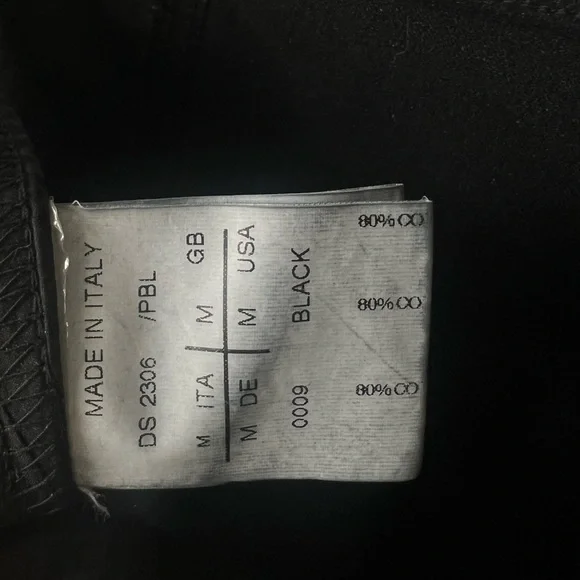 MADE IN ITALY
DS 2306 /PBL
M ITA M GB
M DE M USA
0009 BLACK
80% CO
80% CO
80% CO